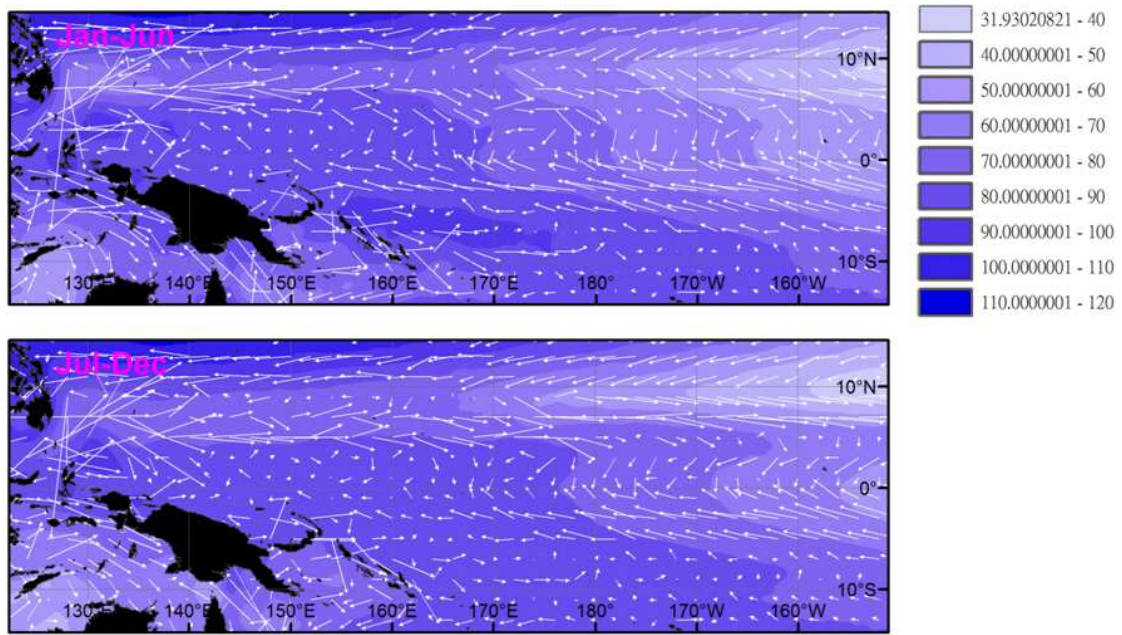 Jan-Jun
10°N
0°
10°S
130°E 140°E 150°E 160°E 170°E 180° 170°W 160°W
Jul-Dec
10°N
0°
10°S
130°E 140°E 150°E 160°E 170°E 180° 170°W 160°W
31.93020821 - 40
40.00000001 - 50
50.00000001 - 60
60.00000001 - 70
70.00000001 - 80
80.00000001 - 90
90.00000001 - 100
100.0000001 - 110
110.0000001 - 120